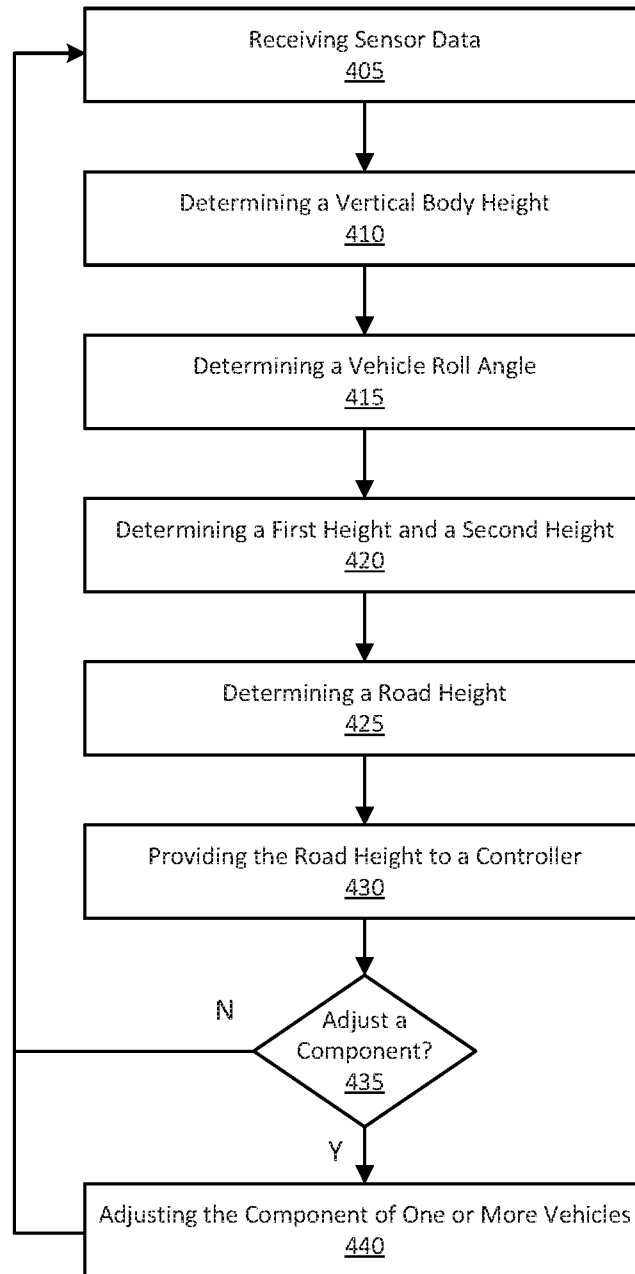 Receiving Sensor Data
405
Determining a Vertical Body Height
410
Determining a Vehicle Roll Angle
415
Determining a First Height and a Second Height
420
Determining a Road Height
425
Providing the Road Height to a Controller
430
N
Adjust a
Component?
435
Y
Adjusting the Component of One or More Vehicles
440